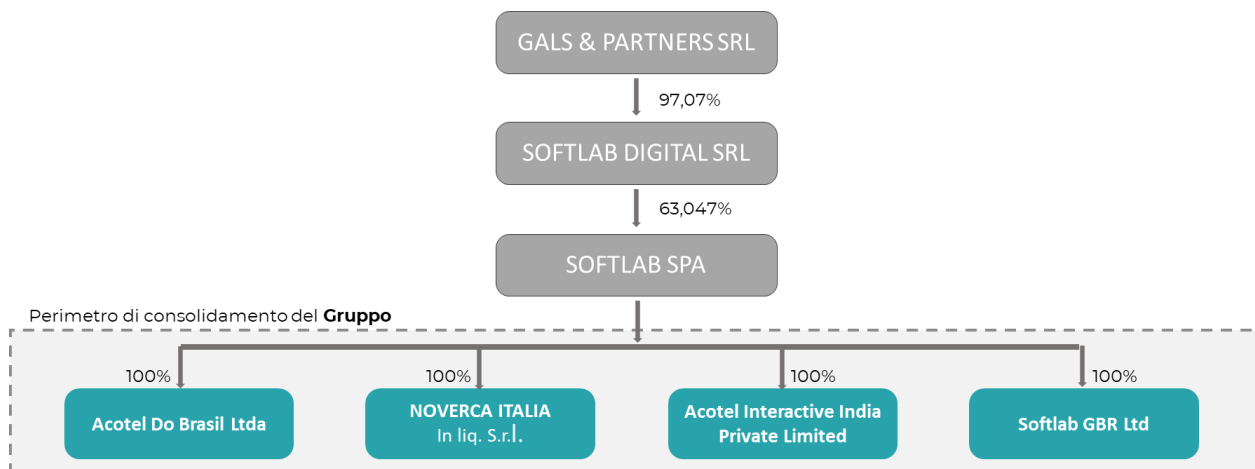 GALS & PARTNERS SRL
97,07%
SOFTLAB DIGITAL SRL
63,047%
SOFTLAB SPA
Perimetro di consolidamento del Gruppo
100%
100%
100%
100%
Acotel Do Brasil Ltda
NOVERCA ITALIA
In liq. S.r.l.
Acotel Interactive India
Private Limited
Softlab GBR Ltd